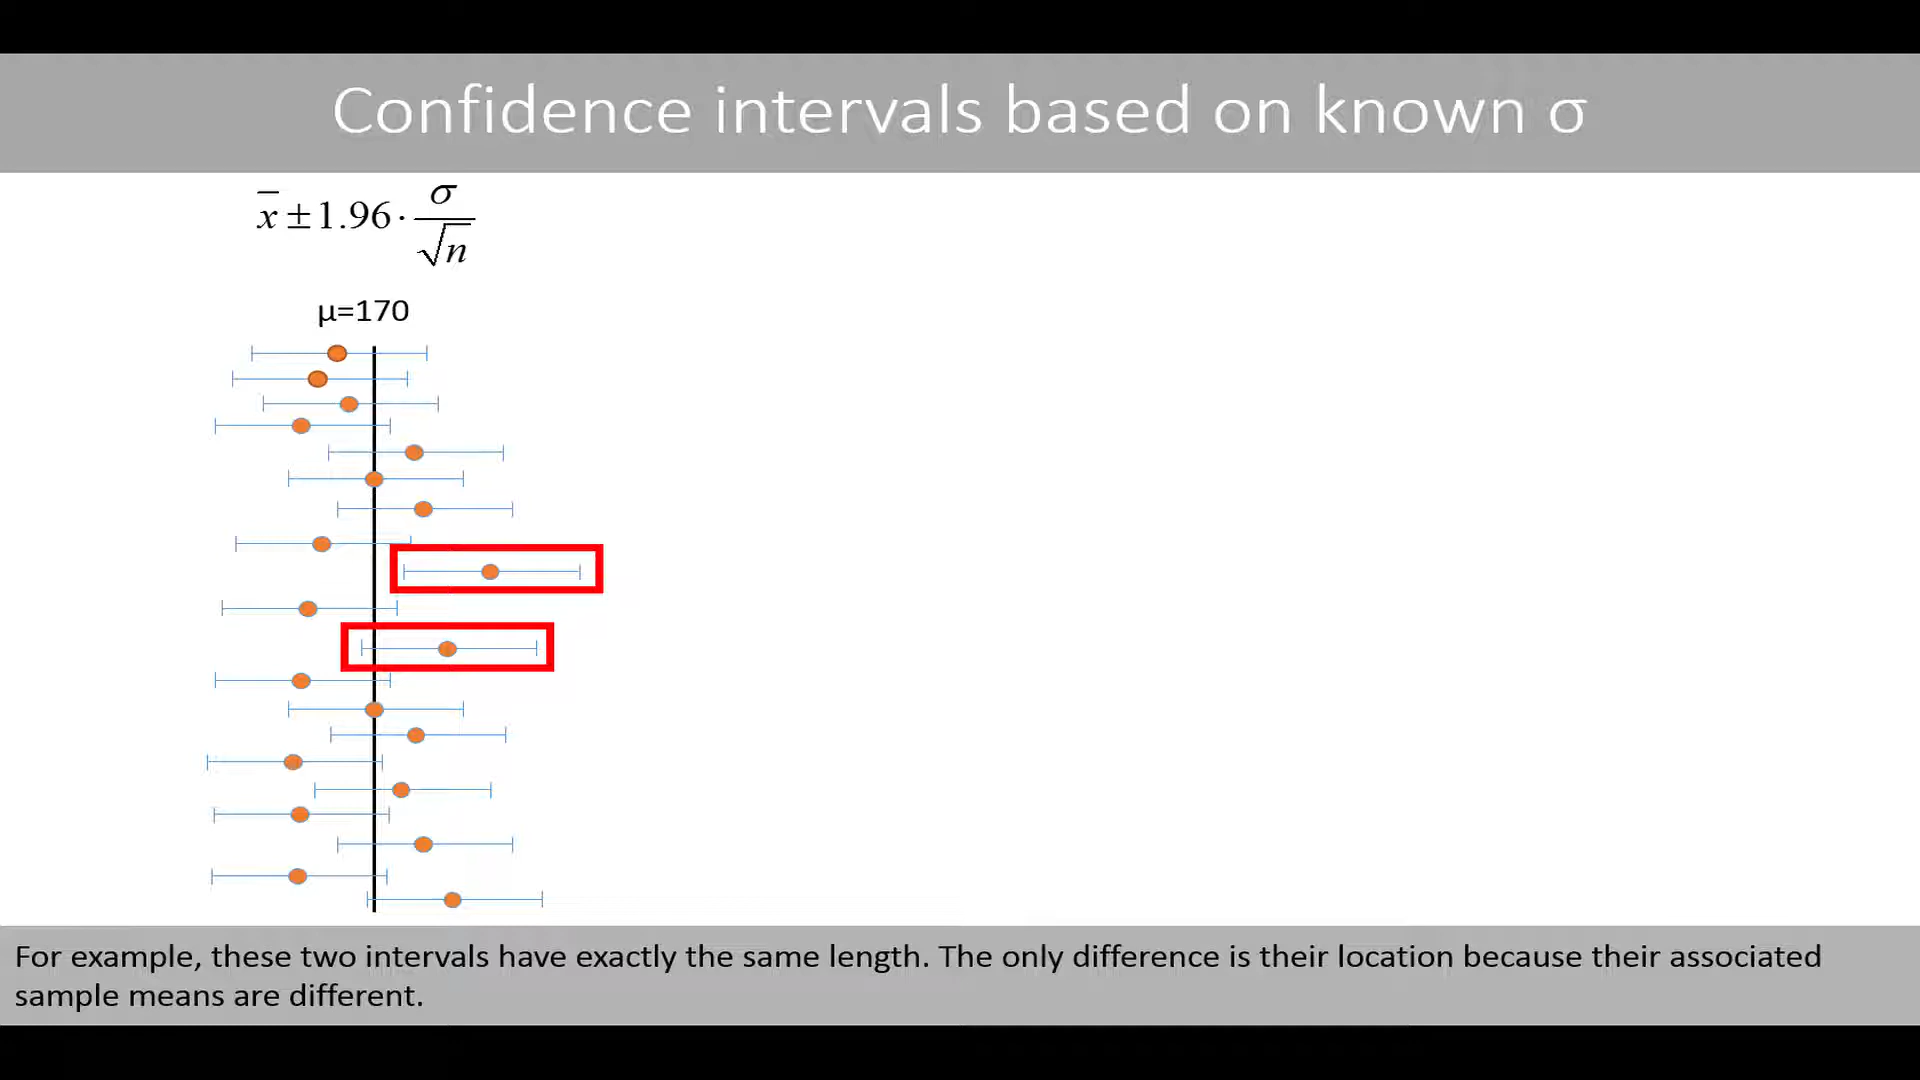 Confidence intervals based on known σ
x̄ ± 1.96 · σ/√n
μ=170
For example, these two intervals have exactly the same length. The only difference is their location because their associated
sample means are different.